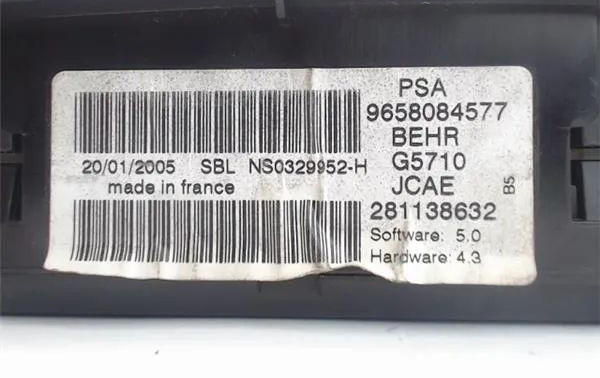 PSA
9658084577
BEHR
G5710
JCAE
281138632
Software: 5.0
Hardware: 4.3
B5
20/01/2005 SBL NS0329952-H
made in france